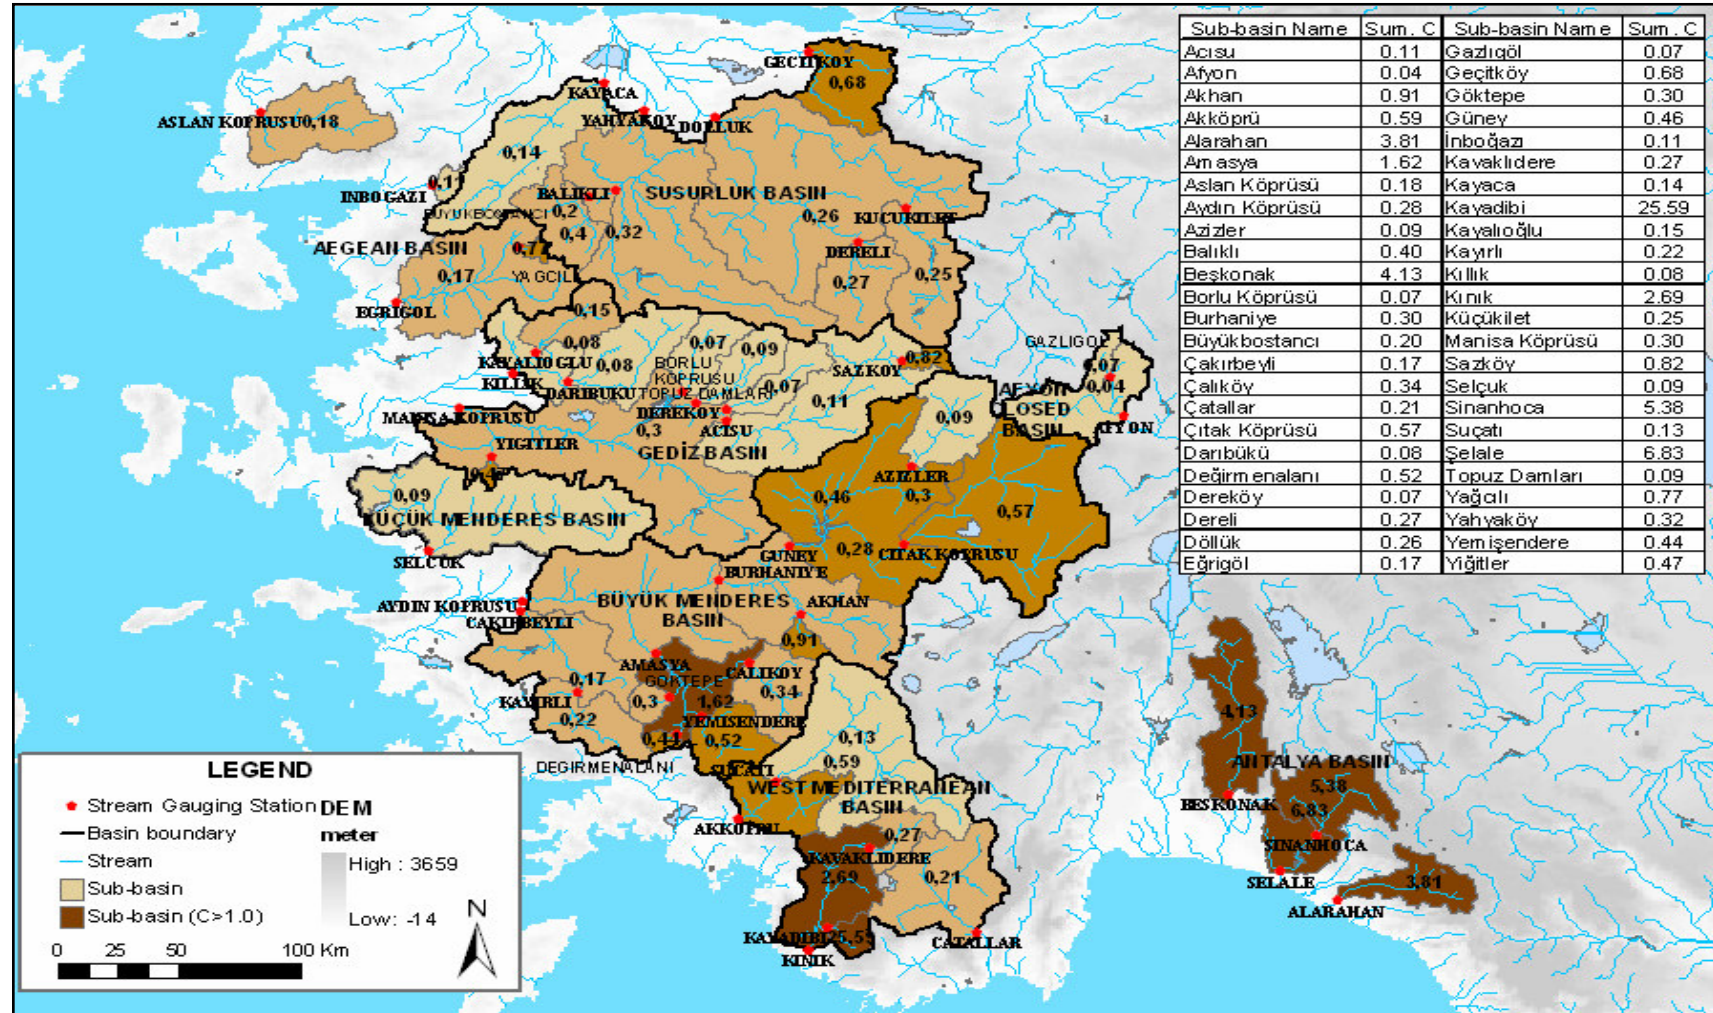 Sub-basin Name Sum. C Sub-basin Name Sum. C
Acısu 0.11 Gazlıgöl 0.07
Afyon 0.04 Geçitköy 0.68
Akhan 0.91 Göktepe 0.30
Akköprü 0.59 Güney 0.46
Alarahan 3.81 İnboğazı 0.11
Amasya 1.62 Kavaklıdere 0.27
Aslan Köprüsü 0.18 Kayaca 0.14
Aydın Köprüsü 0.28 Kayadibi 25.59
Azizler 0.09 Kayalıoğlu 0.15
Balıklı 0.40 Kayırlı 0.22
Beşkonak 4.13 Kıllık 0.08
Borlu Köprüsü 0.07 Kınık 2.69
Burhaniye 0.30 Küçükilet 0.25
Büyükbostancı 0.20 Manisa Köprüsü 0.30
Çakırbeyli 0.17 Sazköy 0.82
Çalıköy 0.34 Selçuk 0.09
Çatallar 0.21 Sinanhoca 5.38
Çıtak Köprüsü 0.57 Suçatı 0.13
Darıbükü 0.08 Şelale 6.83
Değirmenalanı 0.52 Topuz Damları 0.09
Dereköy 0.07 Yağcılı 0.77
Dereli 0.27 Yahyaköy 0.32
Döllük 0.26 Yemişendere 0.44
Eğrigöl 0.17 Yiğitler 0.47
GECITKOY
0,68
KAYACA
ASLAN KOPRUSU 0,18
YAHYAKOY
DOLLUK
0,14
0,11
INBOGAZI
BALIKLI
SUSURLUK BASIN
BUYUKBOSTANCI
0,2
0,26
KUCUKILET
0,4
0,32
AEGEAN BASIN
0,77
DERELI
0,17
YAGCILI
0,27
0,25
EGRIGOL
0,15
0,08
0,07
0,09
GAZLIGOL
KAYALIOGLU
0,08
BORLU
KOPRUSU
SAZKOY
0,82
0,07
KILLIK
DARIBUKU
TOPUZ DAMLARI
0,07
0,04
AFYON
CLOSED
BASIN
MANISA KOPRUSU
DEREKOY
0,11
0,09
AFYON
0,3
ACISU
YIGITLER
GEDİZ BASIN
0,47
AZIZLER
0,09
0,46
0,3
0,57
KÜÇÜK MENDERES BASIN
SELCUK
GUNEY
0,28
CITAK KOPRUSU
BURHANIYE
AYDIN KOPRUSU
BÜYÜK MENDERES
BASIN
AKHAN
CAKIRBEYLI
0,91
AMASYA
CALIKOY
0,17
GOKTEPE
KAYIRLI
0,3
1,62
0,34
0,22
YEMISENDERE
0,44
0,52
0,13
DEGIRMENALANI
SUCATI
0,59
WEST MEDITERRANEAN
BASIN
AKKOPRU
0,27
KAVAKLIDERE
2,69
0,21
KAYADIBI
25,59
CATALLAR
KINIK
4,13
ANTALYA BASIN
5,38
BESKONAK
6,83
SINANHOCA
SELALE
3,81
ALARAHAN
LEGEND
Stream Gauging Station
Basin boundary
Stream
Sub-basin
Sub-basin (C>1.0)
DEM
meter
High : 3659
Low: -14
N
0 25 50 100 Km